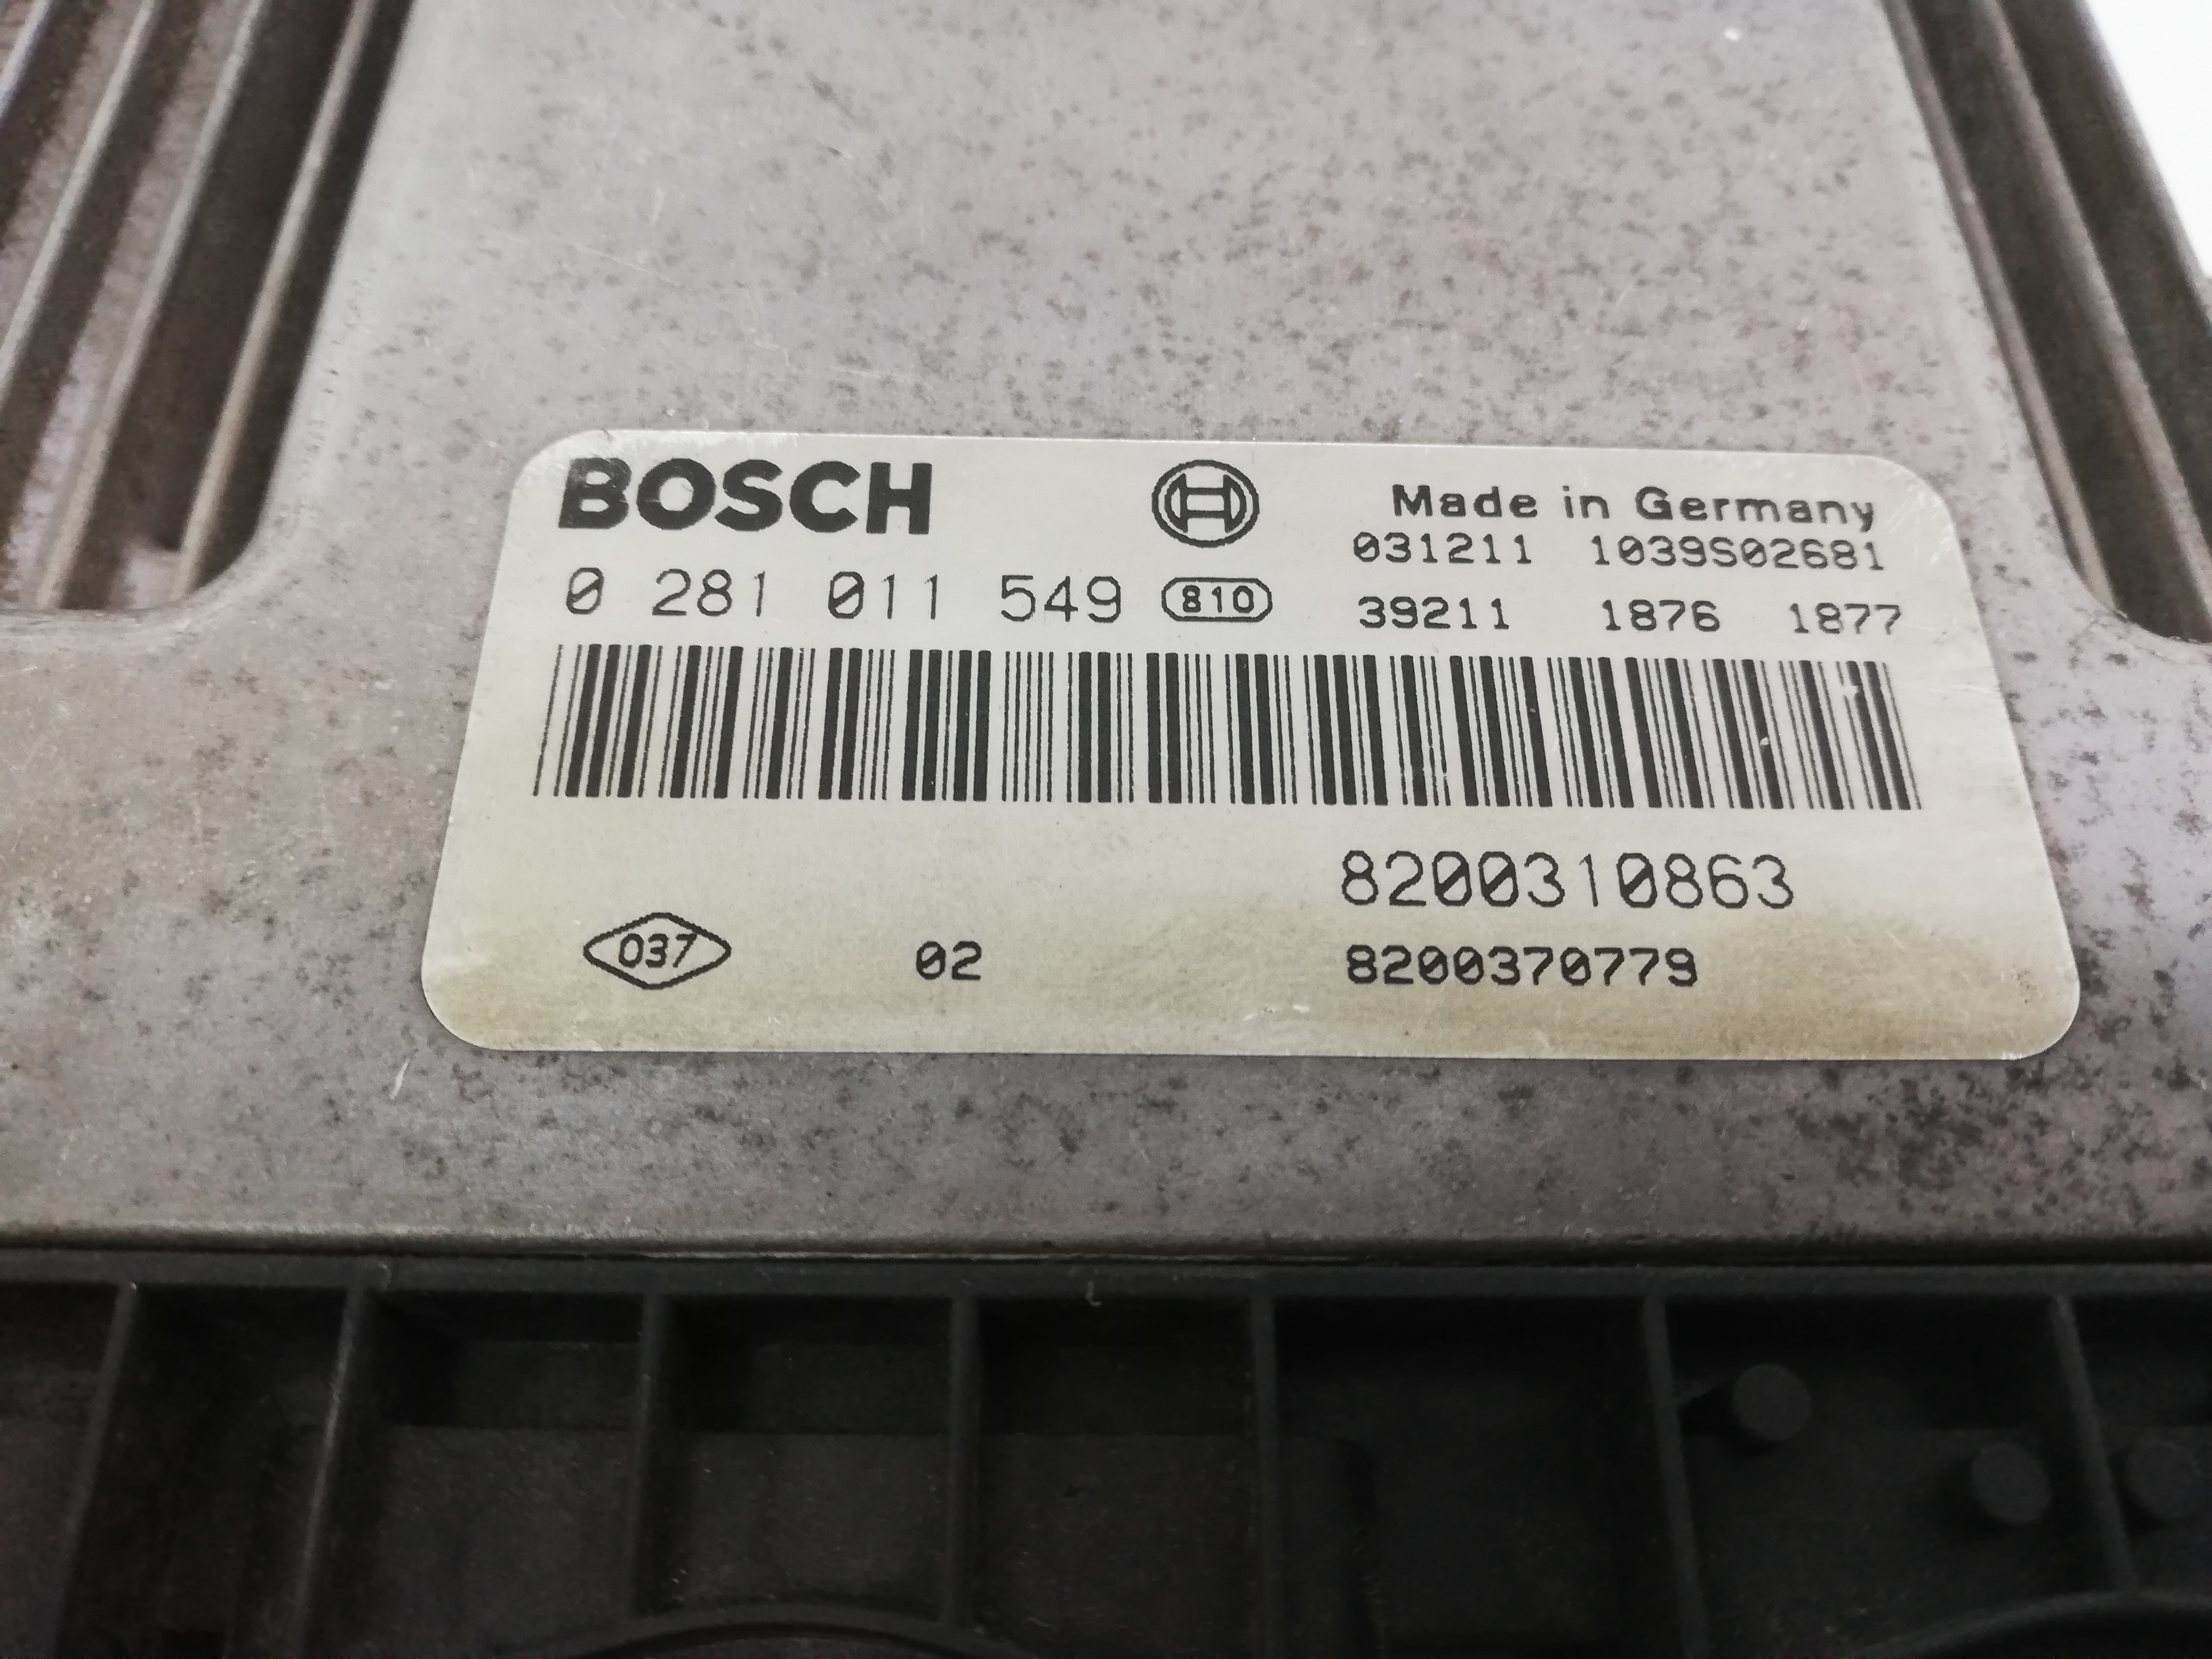 BOSCH
Made in Germany
031211 1039S02681
0 281 011 549 810 39211 1876 1877
8200310863
037 02 8200370779